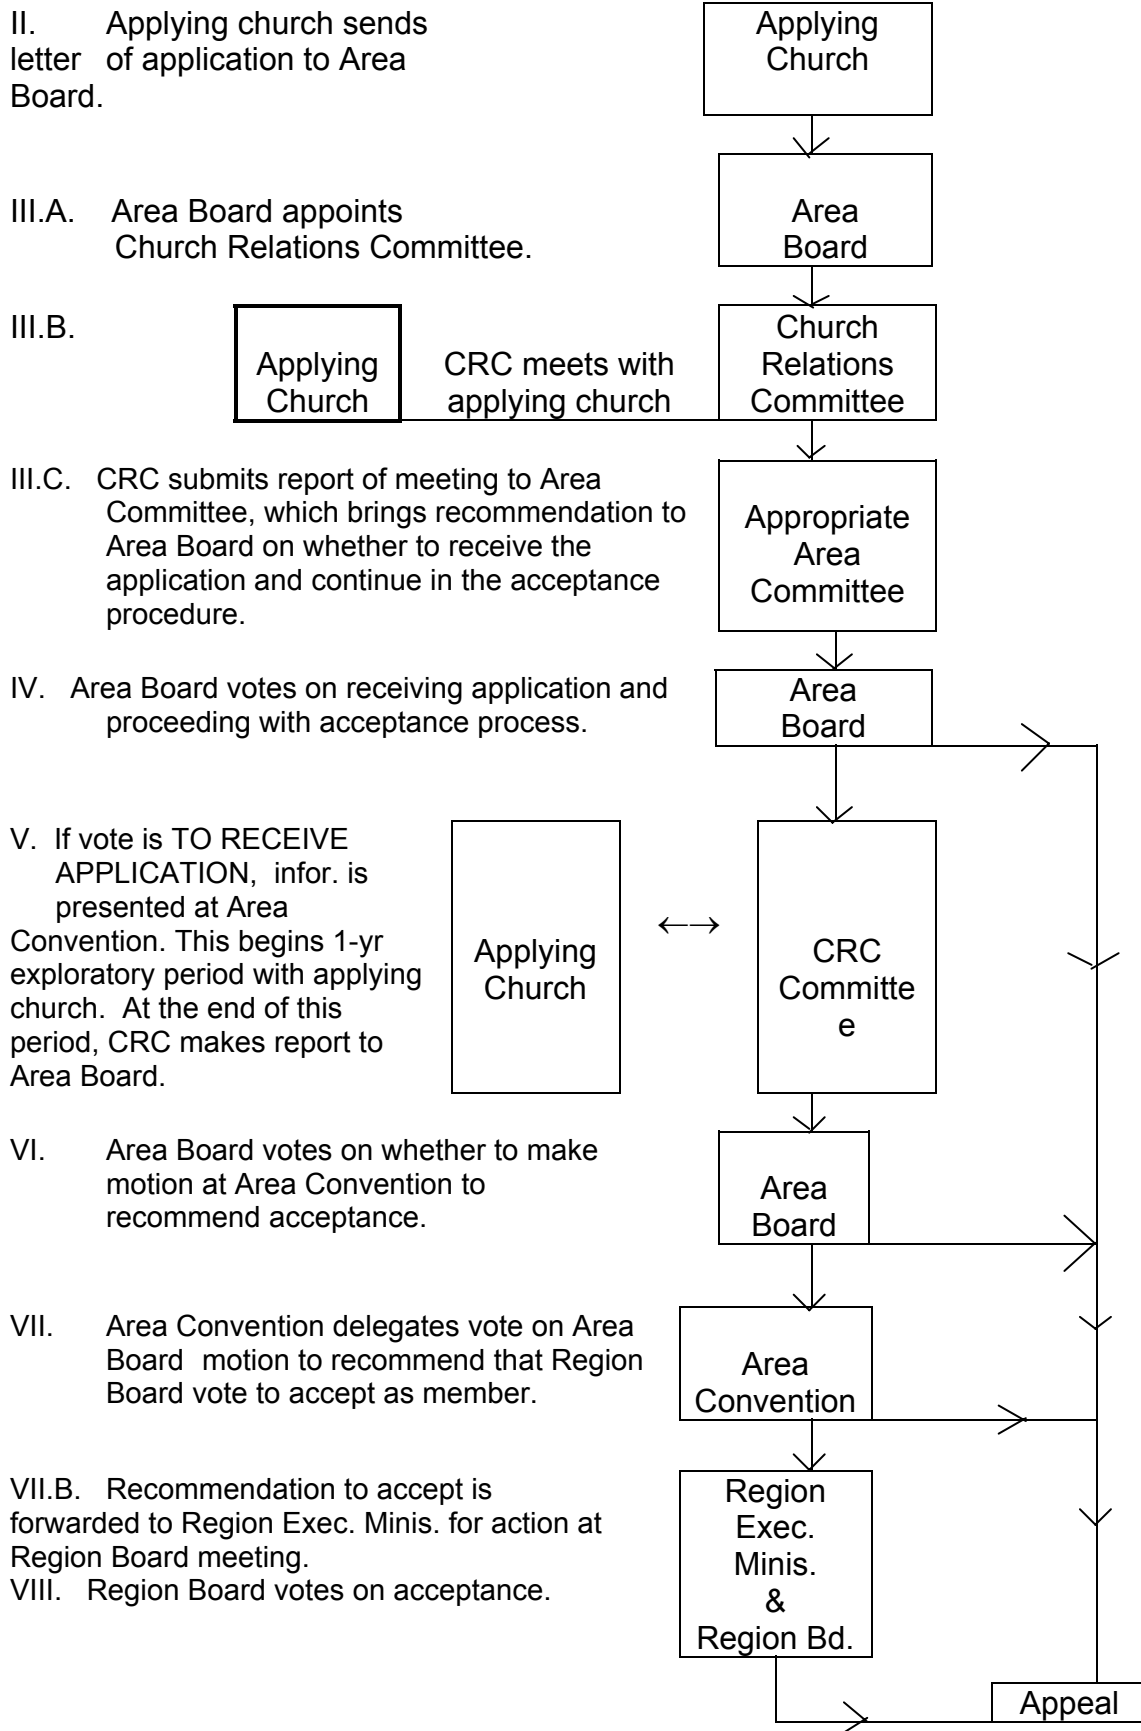 II. Applying church sends
letter of application to Area
Board.
Applying
Church
III.A. Area Board appoints
Church Relations Committee.
Area
Board
III.B.
Applying
Church
CRC meets with
applying church
Church
Relations
Committee
III.C. CRC submits report of meeting to Area
Committee, which brings recommendation to
Area Board on whether to receive the
application and continue in the acceptance
procedure.
Appropriate
Area
Committee
IV. Area Board votes on receiving application and
proceeding with acceptance process.
Area
Board
V. If vote is TO RECEIVE
APPLICATION, infor. is
presented at Area
Convention. This begins 1-yr
exploratory period with applying
church. At the end of this
period, CRC makes report to
Area Board.
Applying
Church
←→
CRC
Committe
e
VI. Area Board votes on whether to make
motion at Area Convention to
recommend acceptance.
Area
Board
VII. Area Convention delegates vote on Area
Board motion to recommend that Region
Board vote to accept as member.
Area
Convention
VII.B. Recommendation to accept is
forwarded to Region Exec. Minis. for action at
Region Board meeting.
VIII. Region Board votes on acceptance.
Region
Exec.
Minis.
&
Region Bd.
Appeal